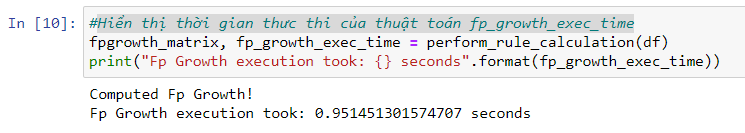 In [10]: #Hiển thị thời gian thực thi của thuật toán fp_growth_exec_time
fpgrowth_matrix, fp_growth_exec_time = perform_rule_calculation(df)
print("Fp Growth execution took: {} seconds".format(fp_growth_exec_time))
Computed Fp Growth!
Fp Growth execution took: 0.951451301574707 seconds